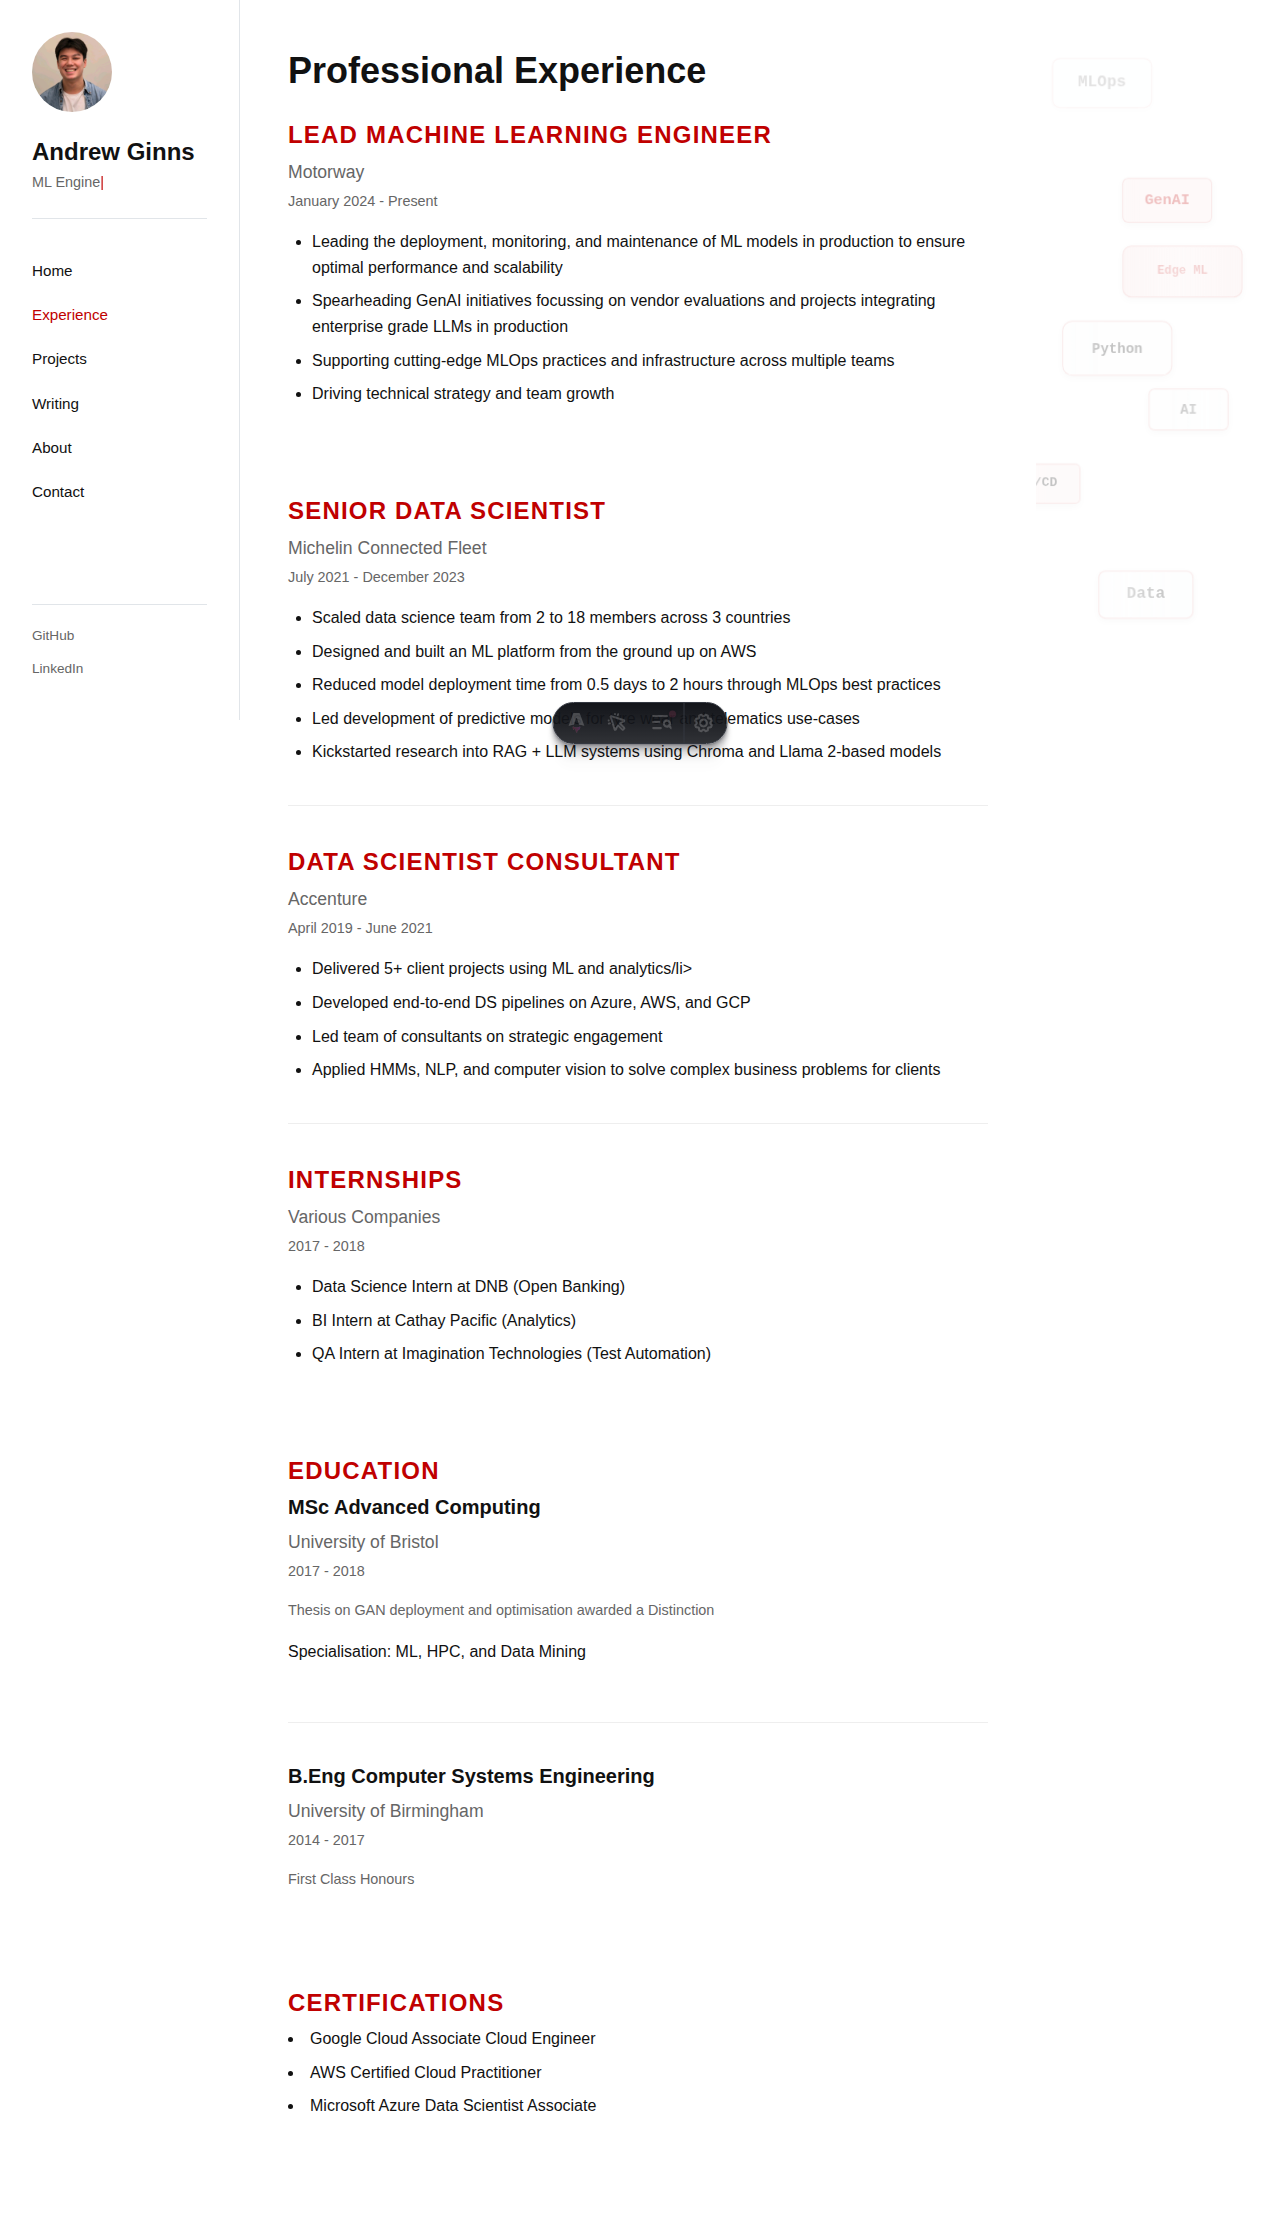 Andrew Ginns
ML Engine|
Home
Experience
Projects
Writing
About
Contact
GitHub
LinkedIn
Professional Experience
LEAD MACHINE LEARNING ENGINEER
Motorway
January 2024 - Present
Leading the deployment, monitoring, and maintenance of ML models in production to ensure
optimal performance and scalability
Spearheading GenAI initiatives focussing on vendor evaluations and projects integrating
enterprise grade LLMs in production
Supporting cutting-edge MLOps practices and infrastructure across multiple teams
Driving technical strategy and team growth
SENIOR DATA SCIENTIST
Michelin Connected Fleet
July 2021 - December 2023
Scaled data science team from 2 to 18 members across 3 countries
Designed and built an ML platform from the ground up on AWS
Reduced model deployment time from 0.5 days to 2 hours through MLOps best practices
Led development of predictive for use-cases
Kickstarted research into RAG + LLM systems using Chroma and Llama 2-based models
DATA SCIENTIST CONSULTANT
Accenture
April 2019 - June 2021
Delivered 5+ client projects using ML and analytics/li>
Developed end-to-end DS pipelines on Azure, AWS, and GCP
Led team of consultants on strategic engagement
Applied HMMs, NLP, and computer vision to solve complex business problems for clients
INTERNSHIPS
Various Companies
2017 - 2018
Data Science Intern at DNB (Open Banking)
BI Intern at Cathay Pacific (Analytics)
QA Intern at Imagination Technologies (Test Automation)
EDUCATION
MSc Advanced Computing
University of Bristol
2017 - 2018
Thesis on GAN deployment and optimisation awarded a Distinction
Specialisation: ML, HPC, and Data Mining
B.Eng Computer Systems Engineering
University of Birmingham
2014 - 2017
First Class Honours
CERTIFICATIONS
Google Cloud Associate Cloud Engineer
AWS Certified Cloud Practitioner
Microsoft Azure Data Scientist Associate
MLOps
GenAI
Edge ML
Python
AI
/CD
Data